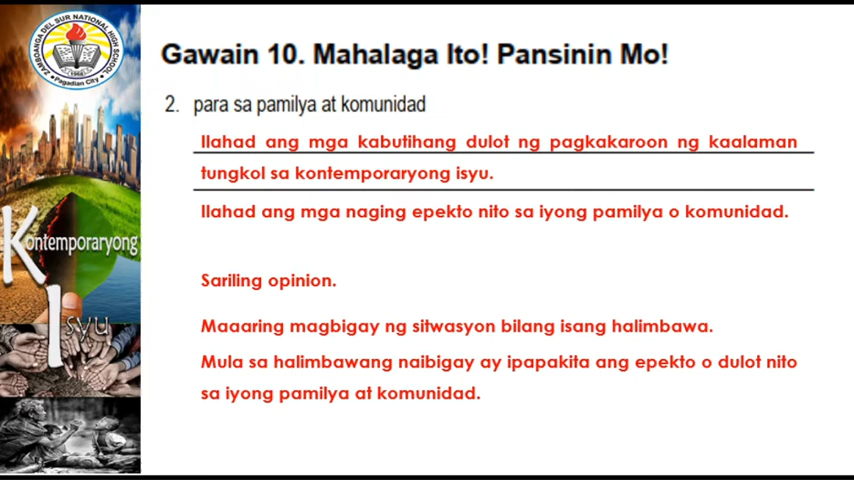 ZAMBOANGA DEL SUR NATIONAL HIGH SCHOOL
Pagadian City
Gawain 10. Mahalaga Ito! Pansinin Mo!
2. para sa pamilya at komunidad
Ilahad ang mga kabutihang dulot ng pagkakaroon ng kaalaman
tungkol sa kontemporaryong isyu.
Ilahad ang mga naging epekto nito sa iyong pamilya o komunidad.
Sariling opinion.
Maaaring magbigay ng sitwasyon bilang isang halimbawa.
Mula sa halimbawang naibigay ay ipapakita ang epekto o dulot nito
sa iyong pamilya at komunidad.
Kontemporaryong
Isyu